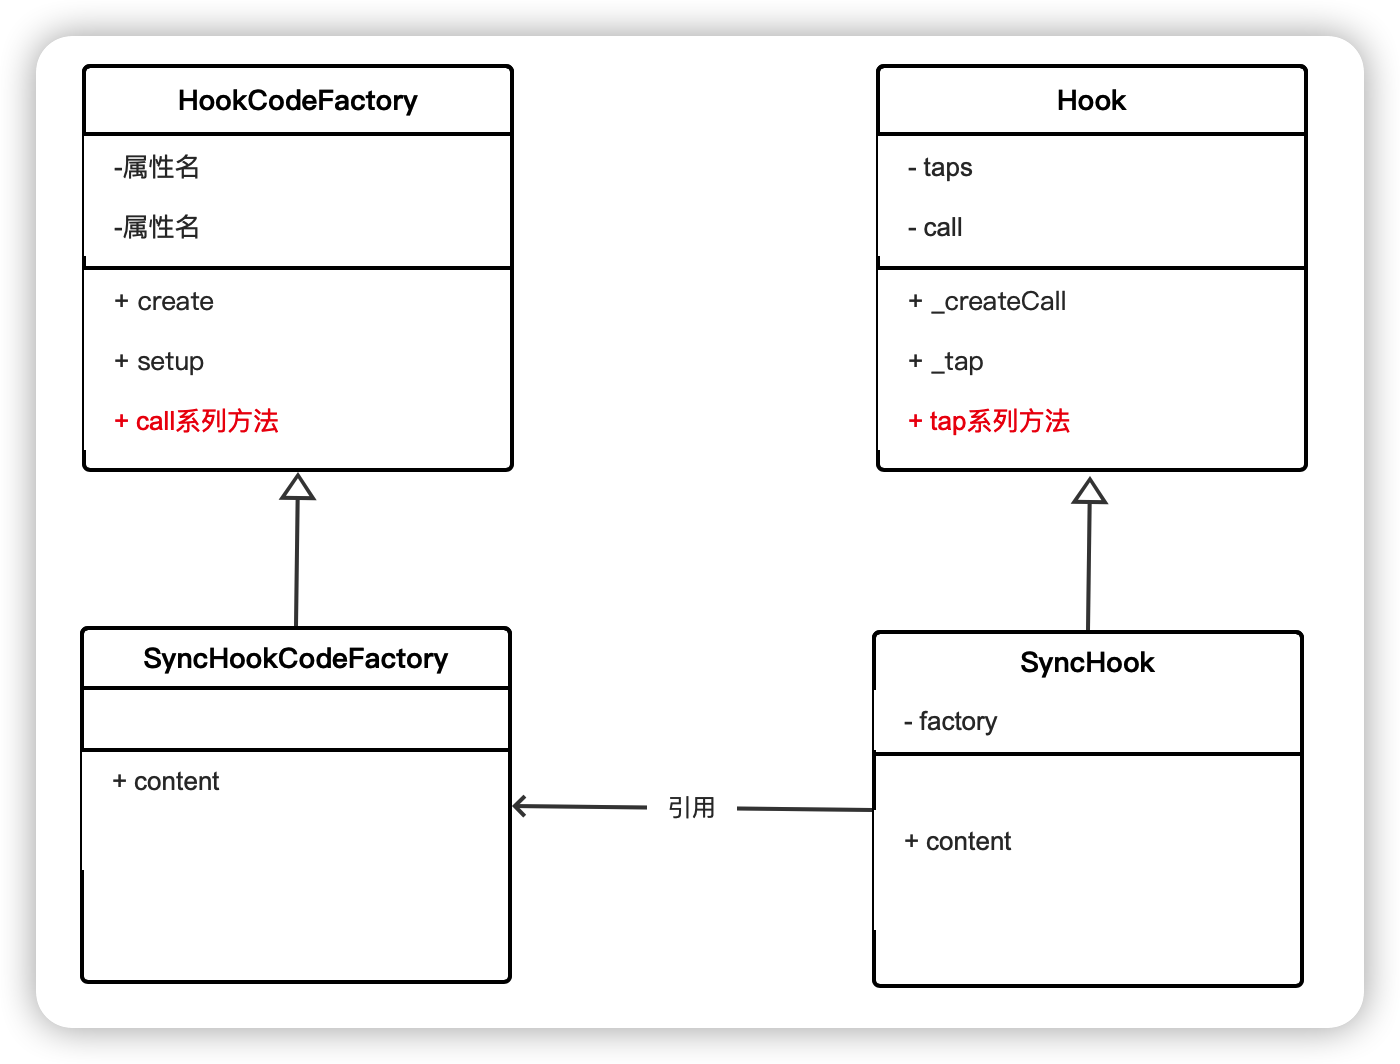 HookCodeFactory
-属性名
-属性名
+ create
+ setup
+ call系列方法
Hook
- taps
- call
+ _createCall
+ _tap
+ tap系列方法
SyncHookCodeFactory
+ content
引用
SyncHook
- factory
+ content